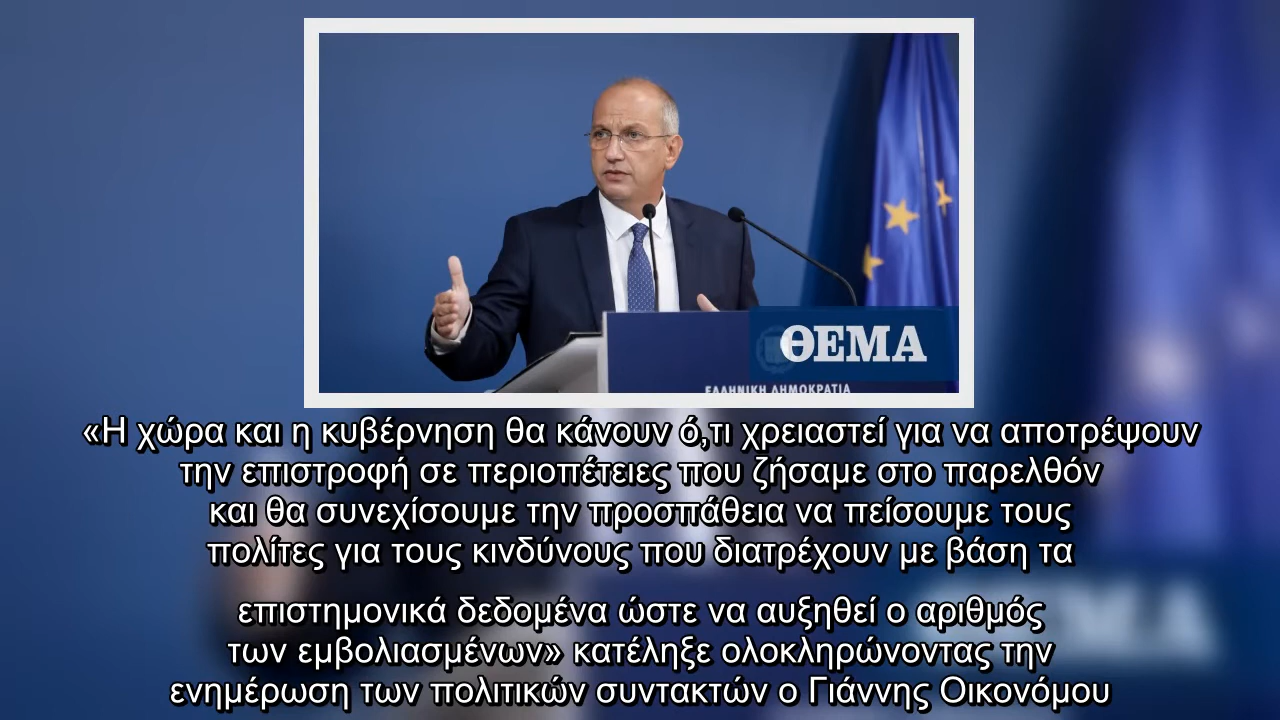 ΘΕΜΑ
ΕΛΛΗΝΙΚΗ ΔΗΜΟΚΡΑΤΙΑ
«Η χώρα και η κυβέρνηση θα κάνουν ό,τι χρειαστεί για να αποτρέψουν
την επιστροφή σε περιοπέτειες που ζήσαμε στο παρελθόν
και θα συνεχίσουμε την προσπάθεια να πείσουμε τους
πολίτες για τους κινδύνους που διατρέχουν με βάση τα
επιστημονικά δεδομένα ώστε να αυξηθεί ο αριθμός
των εμβολιασμένων» κατέληξε ολοκληρώνοντας την
ενημέρωση των πολιτικών συντακτών ο Γιάννης Οικονόμου